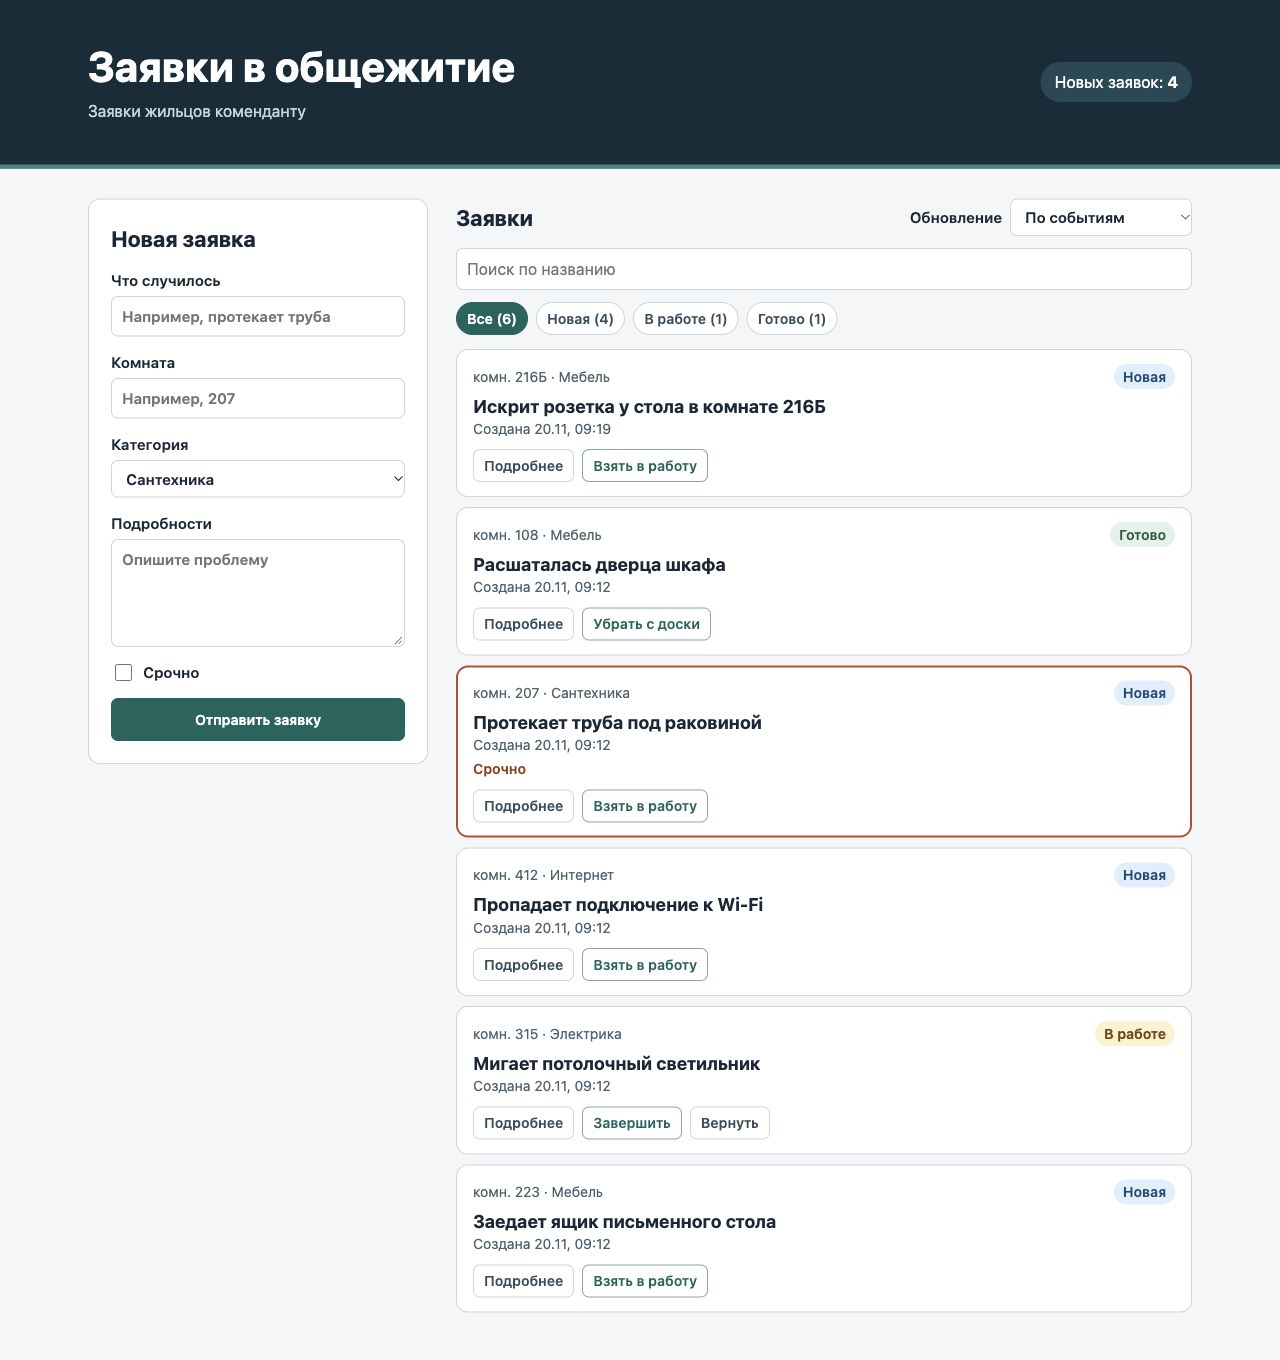 Заявки в общежитие
Заявки жильцов коменданту
Новых заявок: 4
Новая заявка
Что случилось
Например, протекает труба
Комната
Например, 207
Категория
Сантехника
Подробности
Опишите проблему
Срочно
Отправить заявку
Заявки
Обновление По событиям
Поиск по названию
Все (6) Новая (4) В работе (1) Готово (1)
комн. 216Б · Мебель Новая
Искрит розетка у стола в комнате 216Б
Создана 20.11, 09:19
Подробнее Взять в работу
комн. 108 · Мебель Готово
Расшаталась дверца шкафа
Создана 20.11, 09:12
Подробнее Убрать с доски
комн. 207 · Сантехника Новая
Протекает труба под раковиной
Создана 20.11, 09:12
Срочно
Подробнее Взять в работу
комн. 412 · Интернет Новая
Пропадает подключение к Wi-Fi
Создана 20.11, 09:12
Подробнее Взять в работу
комн. 315 · Электрика В работе
Мигает потолочный светильник
Создана 20.11, 09:12
Подробнее Завершить Вернуть
комн. 223 · Мебель Новая
Заедает ящик письменного стола
Создана 20.11, 09:12
Подробнее Взять в работу